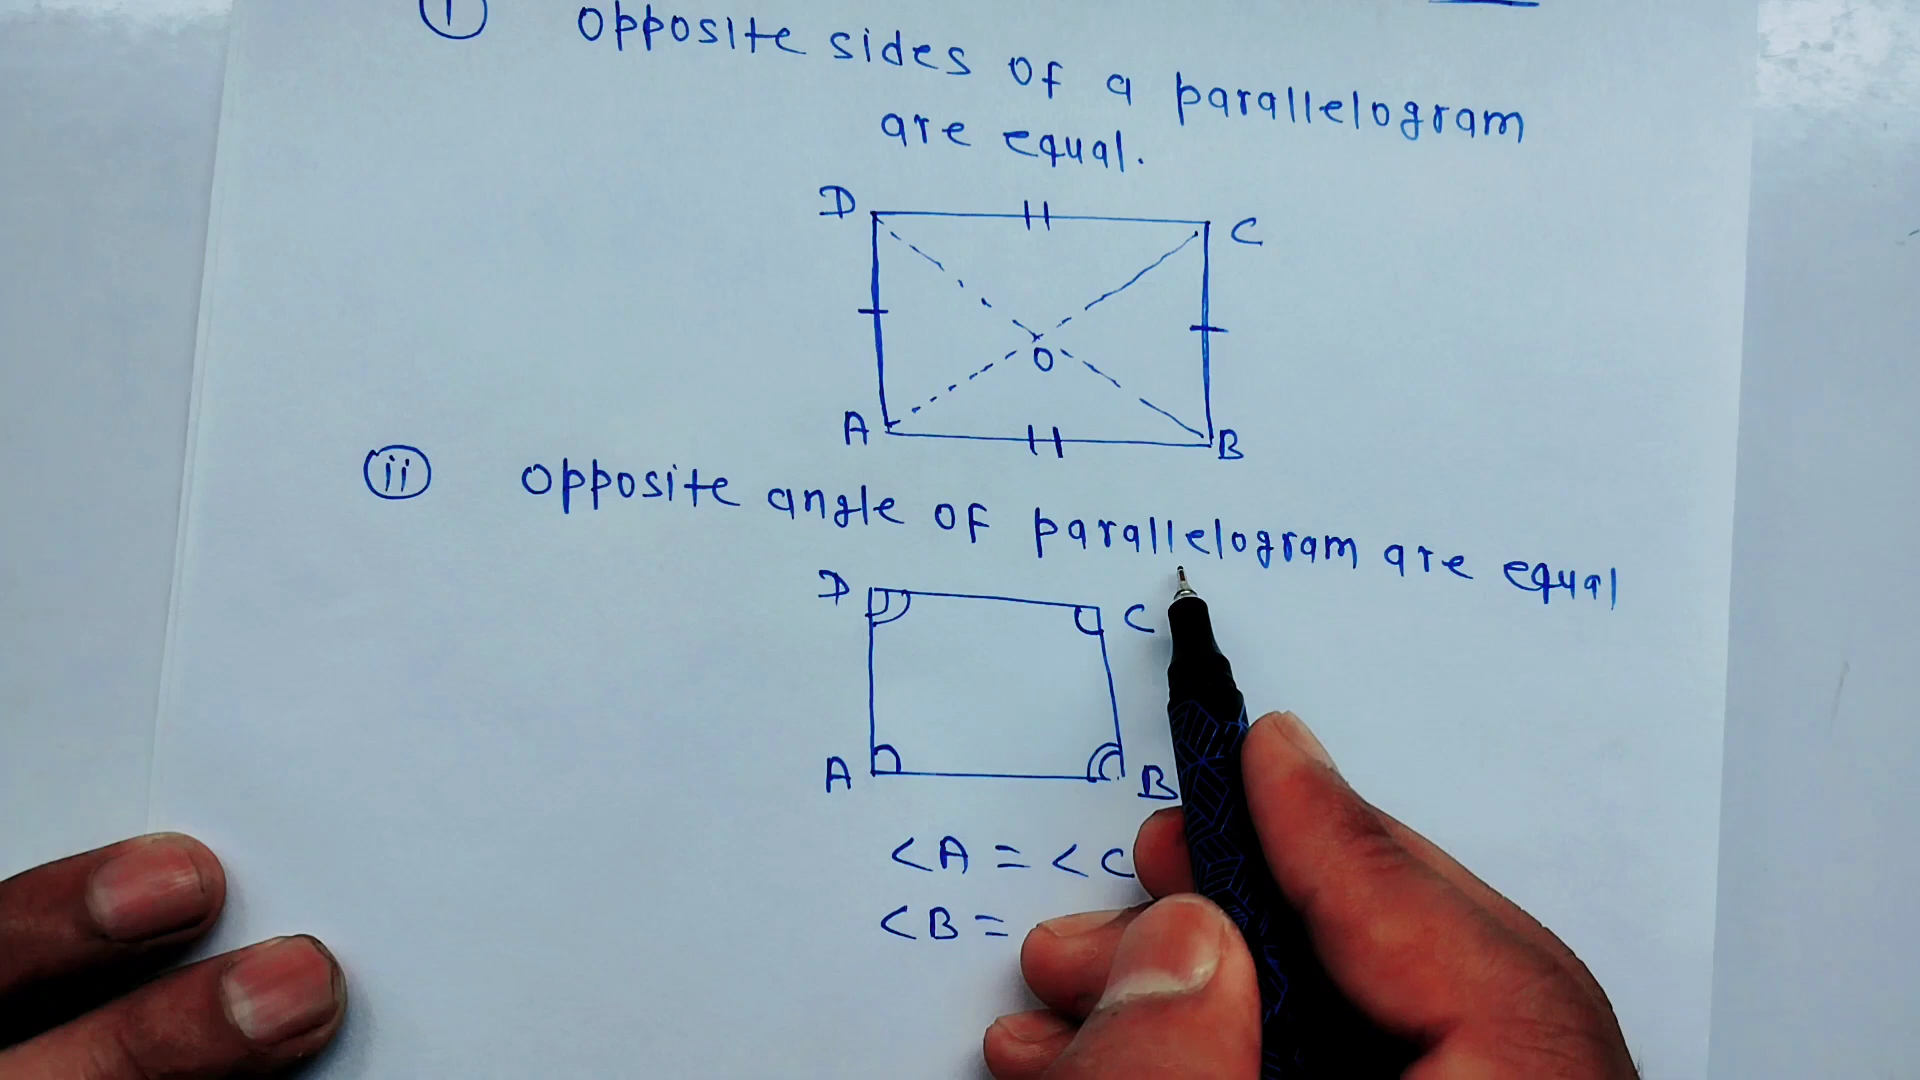 i opposite sides of a parallelogram
are equal.
D C
O
A B
ii opposite angle of parallelogram are equal
D C
A B
<A = <C
<B =